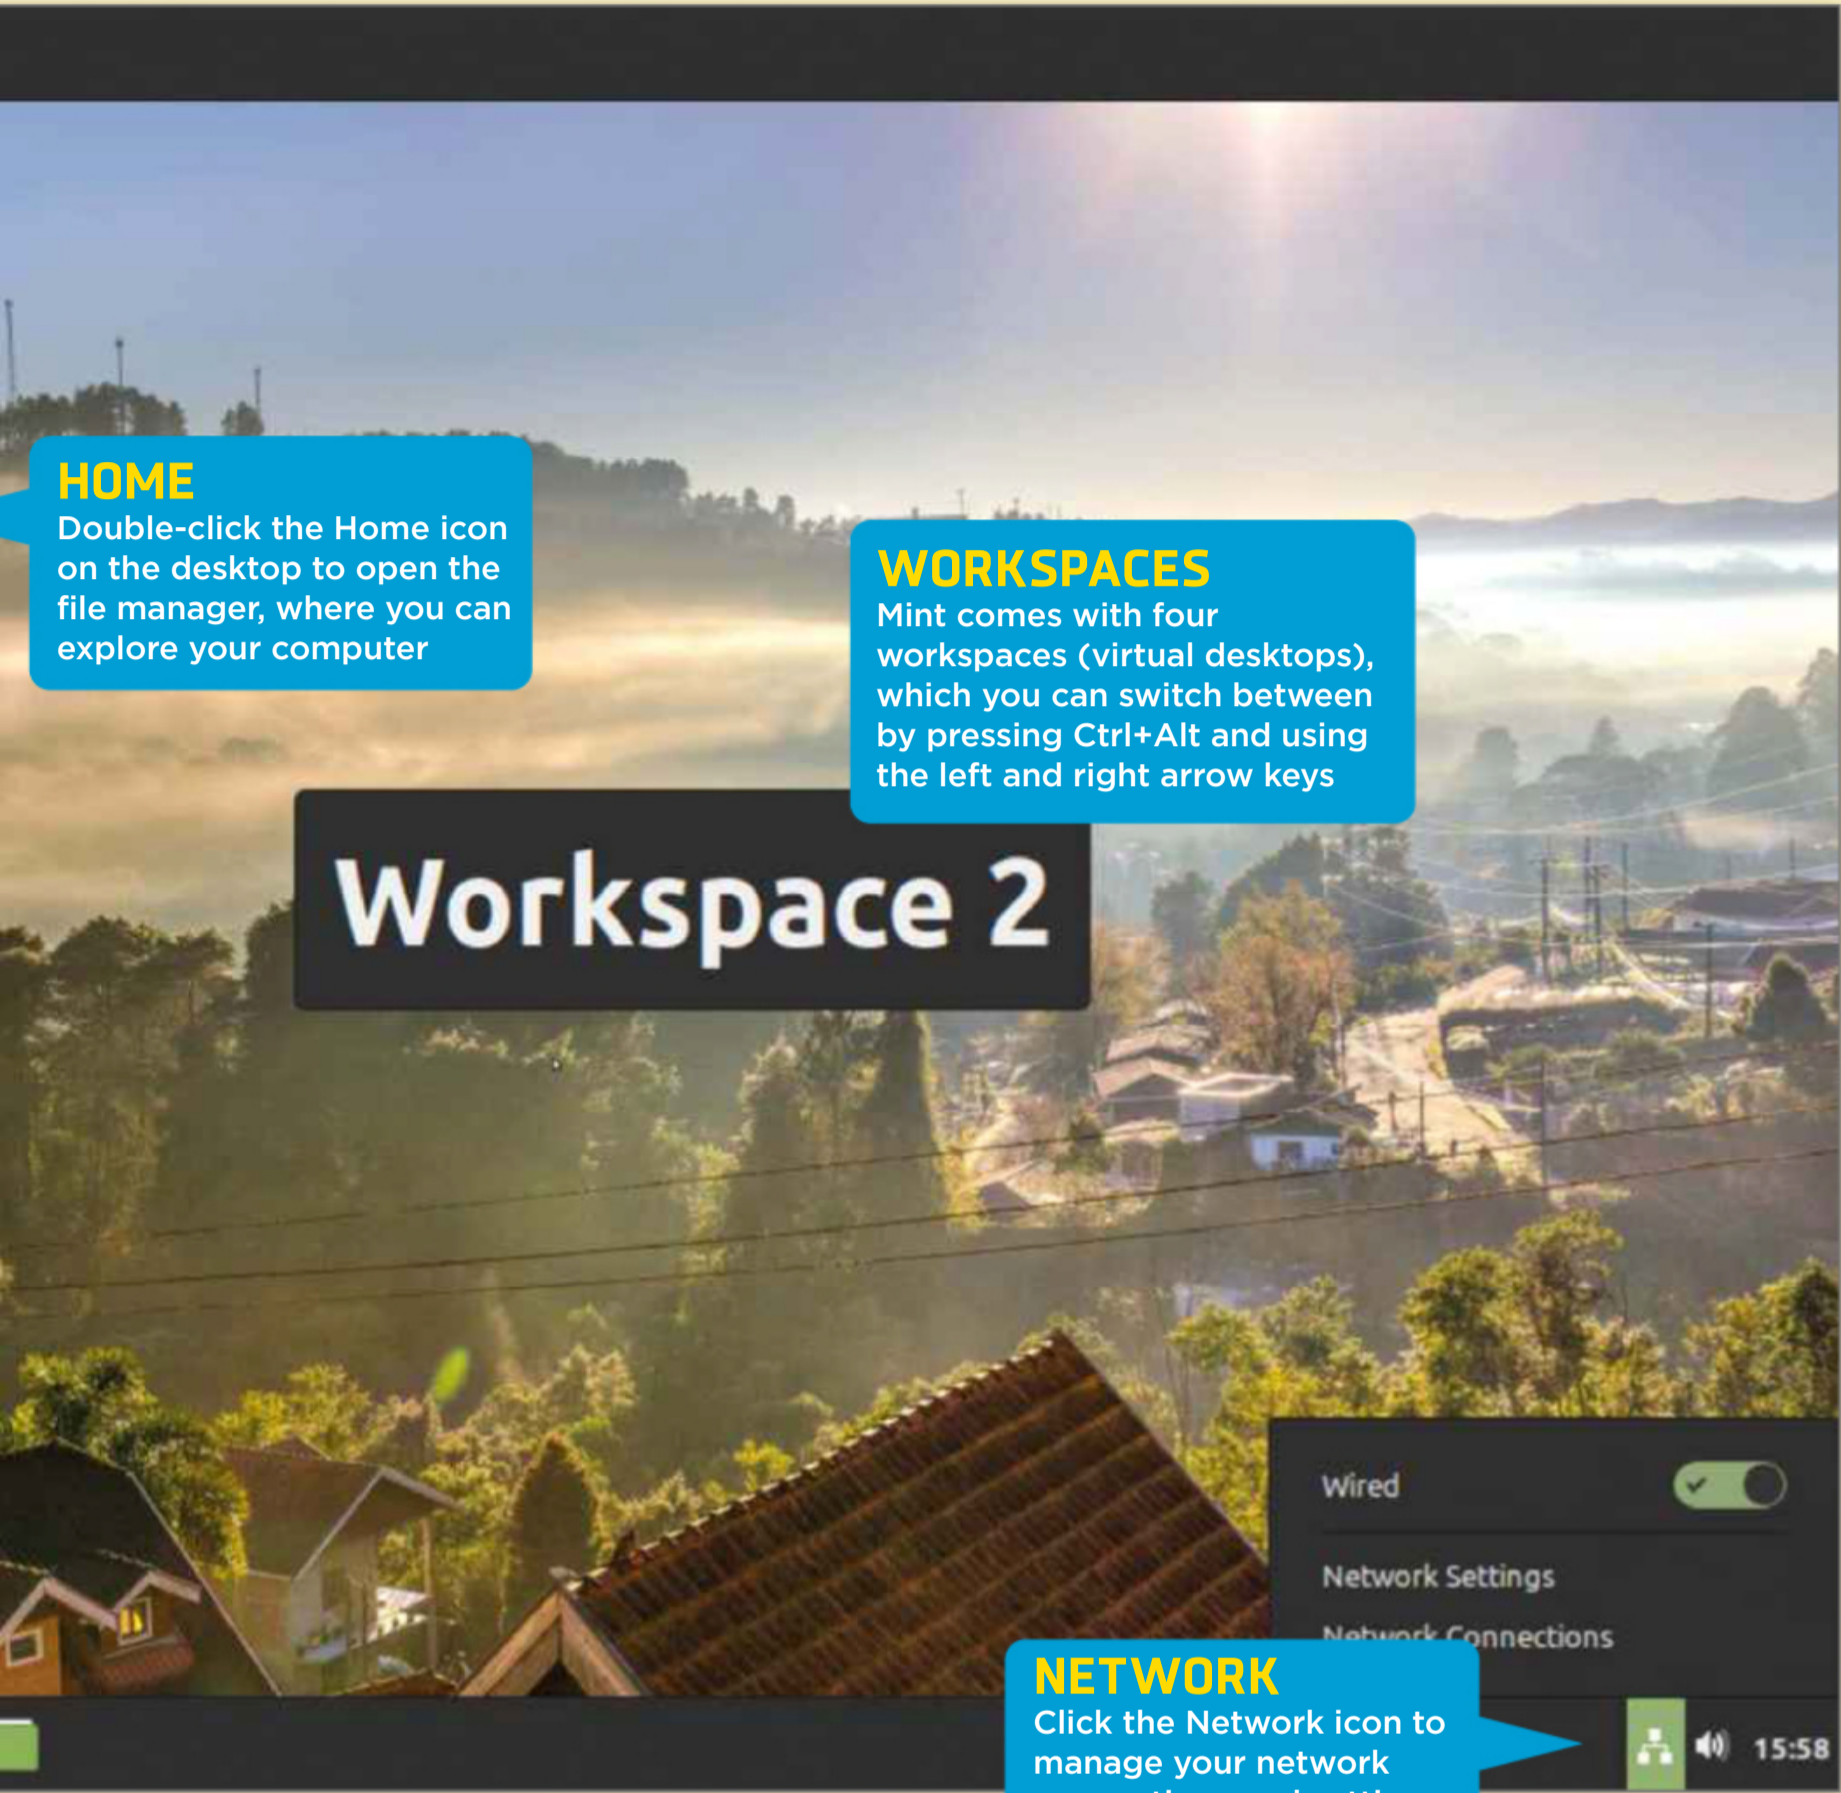 HOME
Double-click the Home icon
on the desktop to open the
file manager, where you can
explore your computer
WORKSPACES
Mint comes with four
workspaces (virtual desktops),
which you can switch between
by pressing Ctrl+Alt and using
the left and right arrow keys
Workspace 2
Wired
Network Settings
Network Connections
NETWORK
Click the Network icon to
manage your network
15:58